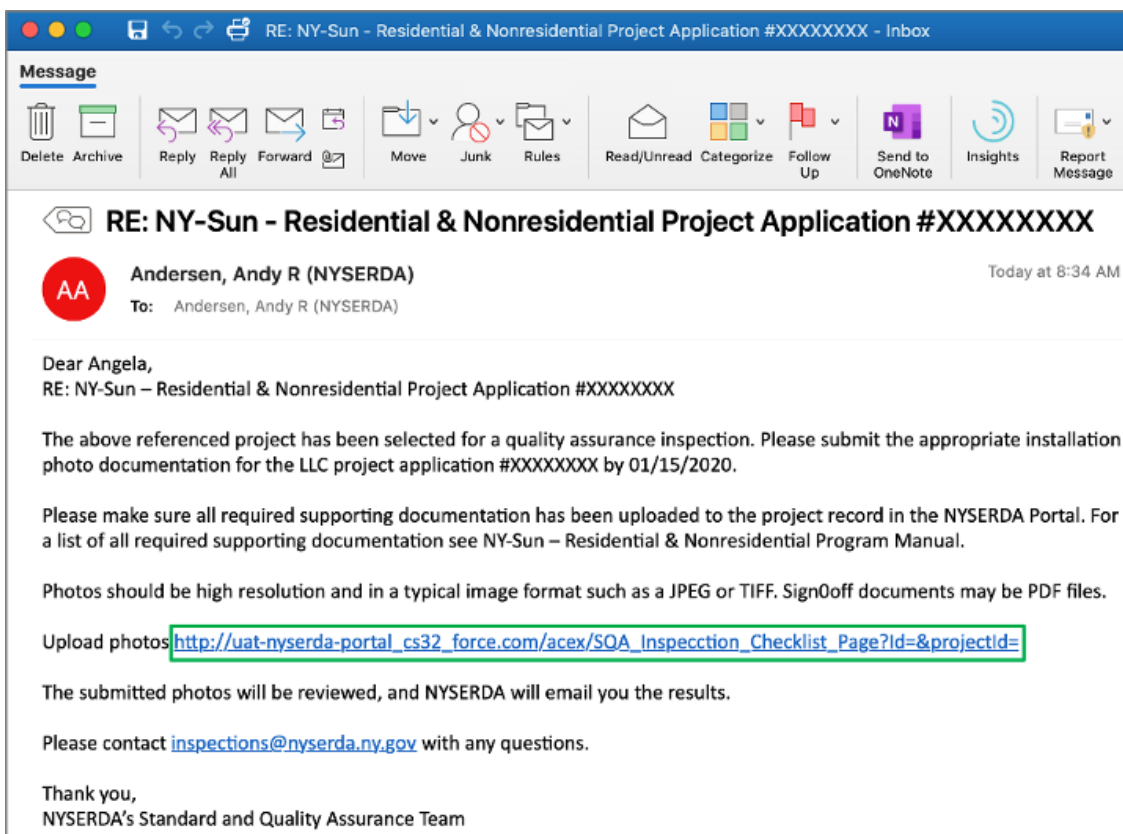 RE: NY-Sun - Residential & Nonresidential Project Application #XXXXXXXX - Inbox
Message
Delete Archive Reply Reply All Forward Move Junk Rules Read/Unread Categorize Follow Up Send to OneNote Insights Report Message
RE: NY-Sun - Residential & Nonresidential Project Application #XXXXXXXX
AA
Andersen, Andy R (NYSERDA)
Today at 8:34 AM
To: Andersen, Andy R (NYSERDA)
Dear Angela,
RE: NY-Sun – Residential & Nonresidential Project Application #XXXXXXXX
The above referenced project has been selected for a quality assurance inspection. Please submit the appropriate installation
photo documentation for the LLC project application #XXXXXXXX by 01/15/2020.
Please make sure all required supporting documentation has been uploaded to the project record in the NYSERDA Portal. For
a list of all required supporting documentation see NY-Sun – Residential & Nonresidential Program Manual.
Photos should be high resolution and in a typical image format such as a JPEG or TIFF. Sign0off documents may be PDF files.
Upload photos http://uat-nyserda-portal_cs32_force.com/acex/SQA_Inspecction_Checklist_Page?Id=&projectId=
The submitted photos will be reviewed, and NYSERDA will email you the results.
Please contact inspections@nyserda.ny.gov with any questions.
Thank you,
NYSERDA's Standard and Quality Assurance Team